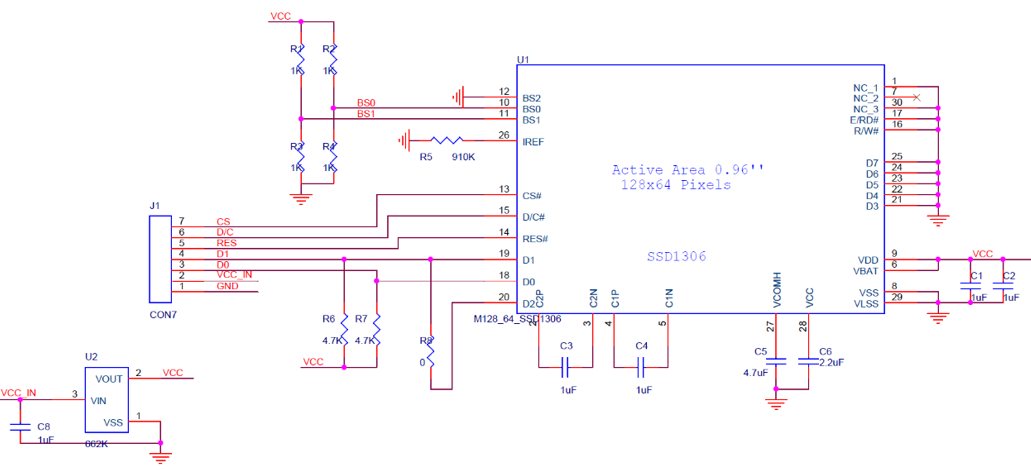 VCC
U1
R1 R2
1K 1K
12 BS2
BS0 10 BS0
BS1 11 BS1
26 IREF
R3 R4
1K 1K
R5 910K
Active Area 0.96''
128x64 Pixels
SSD1306
NC_1 1
NC_2 7
NC_3 30
E/RD# 17
R/W# 16
D7 25
D6 24
D5 23
D4 22
D3 21
13 CS#
15 D/C#
14 RES#
19 D1
18 D0
20 D2
VDD 9 VCC
VBAT 6
VSS 8
VLSS 29
C1 C2
1uF 1uF
J1
7 CS
6 D/C
5 RES
4 D1
3 D0
2 VCC_IN
1 GND
CON7
C2P C2N C1P C1N VCOMH VCC
M128_64_SSD1306
3 4 5 27 28
R6 R7 R8
4.7K 4.7K 0
VCC
C3 C4 C5 C6
1uF 1uF 4.7uF 2.2uF
U2
VOUT 2 VCC
VCC_IN 3 VIN
VSS 1
C8
1uF
662K